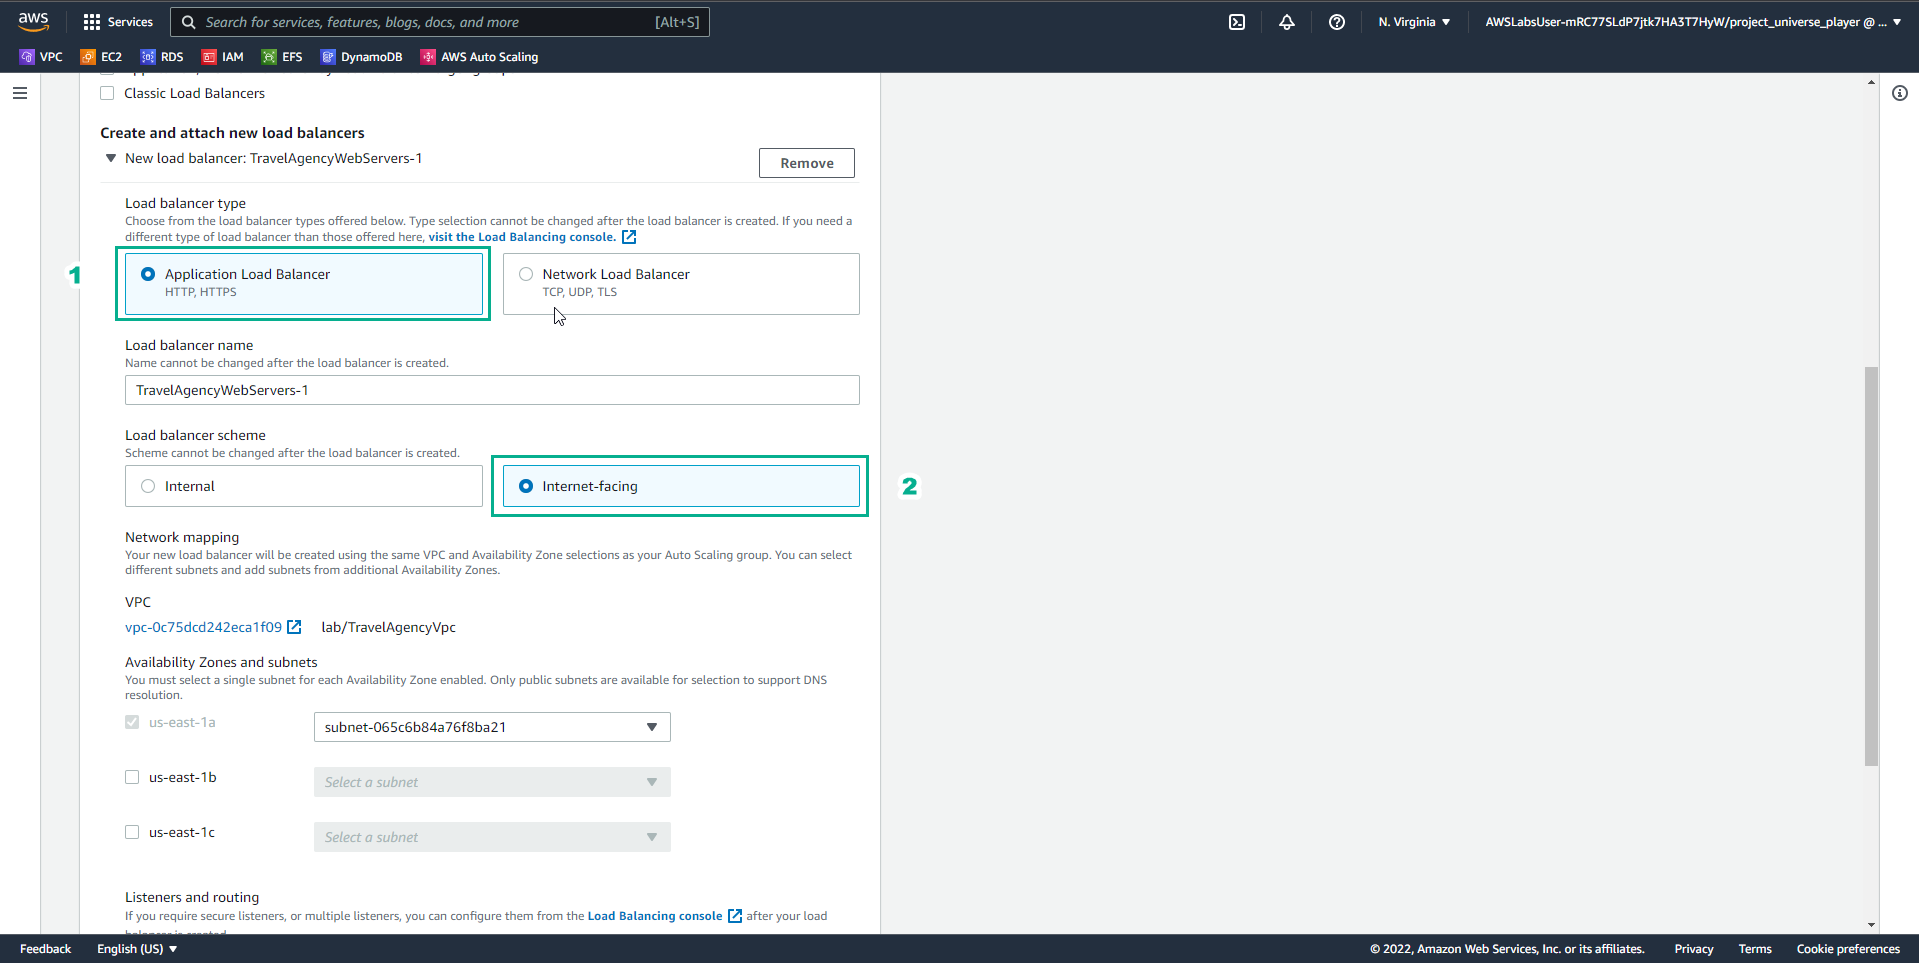 aws
Services
Search for services, features, blogs, docs, and more
[Alt+S]
N. Virginia
AWSLabsUser-mRC77SLdP7jtk7HA3T7HyW/project_universe_player @ ...
VPC
EC2
RDS
IAM
EFS
DynamoDB
AWS Auto Scaling
Classic Load Balancers
Create and attach new load balancers
New load balancer: TravelAgencyWebServers-1
Remove
Load balancer type
Choose from the load balancer types offered below. Type selection cannot be changed after the load balancer is created. If you need a
different type of load balancer than those offered here, visit the Load Balancing console.
1
Application Load Balancer
HTTP, HTTPS
Network Load Balancer
TCP, UDP, TLS
Load balancer name
Name cannot be changed after the load balancer is created.
TravelAgencyWebServers-1
Load balancer scheme
Scheme cannot be changed after the load balancer is created.
Internal
Internet-facing
2
Network mapping
Your new load balancer will be created using the same VPC and Availability Zone selections as your Auto Scaling group. You can select
different subnets and add subnets from additional Availability Zones.
VPC
vpc-0c75dcd242eca1f09
lab/TravelAgencyVpc
Availability Zones and subnets
You must select a single subnet for each Availability Zone enabled. Only public subnets are available for selection to support DNS
resolution.
us-east-1a
subnet-065c6b84a76f8ba21
us-east-1b
Select a subnet
us-east-1c
Select a subnet
Listeners and routing
If you require secure listeners, or multiple listeners, you can configure them from the Load Balancing console after your load
Feedback
English (US)
© 2022, Amazon Web Services, Inc. or its affiliates.
Privacy
Terms
Cookie preferences